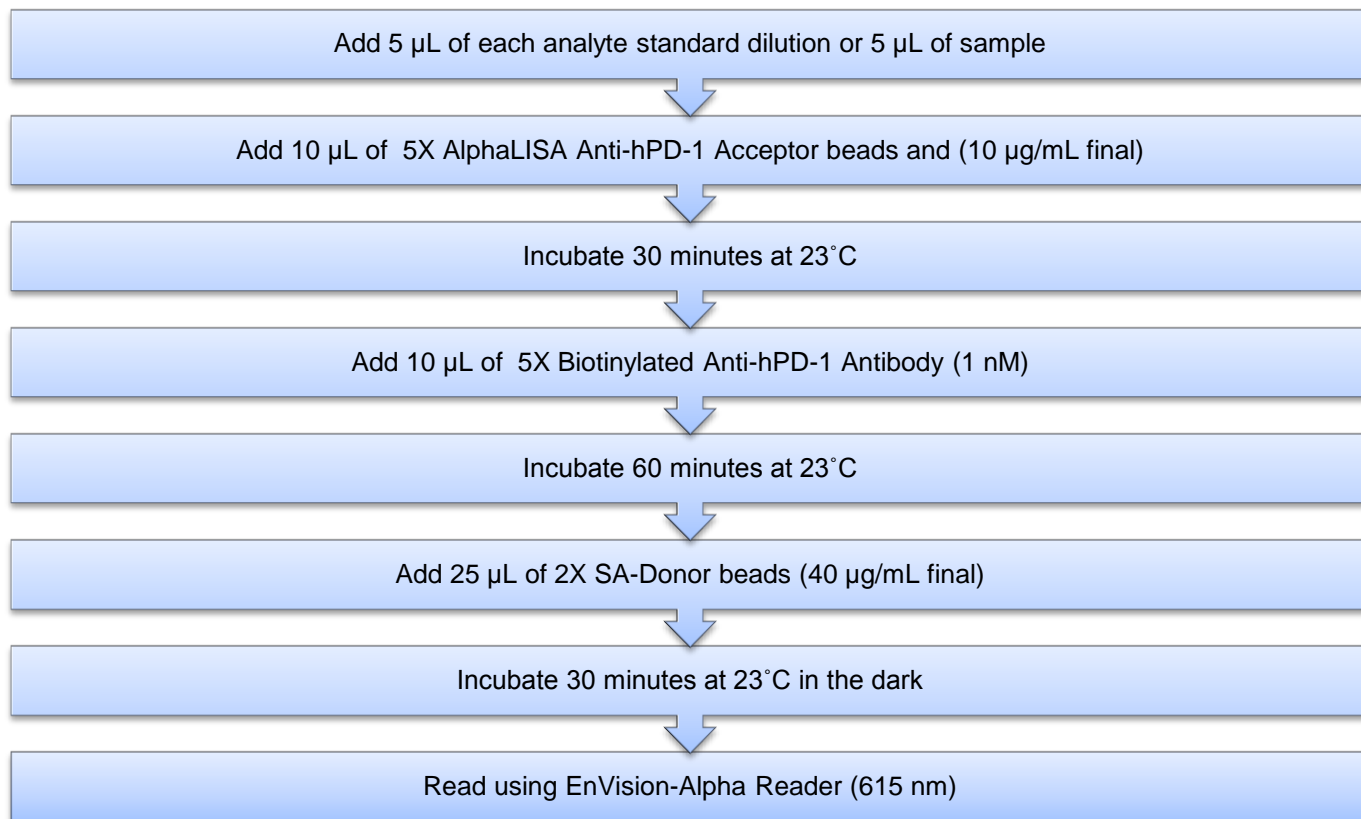 Add 5 µL of each analyte standard dilution or 5 µL of sample
Add 10 µL of 5X AlphaLISA Anti-hPD-1 Acceptor beads and (10 µg/mL final)
Incubate 30 minutes at 23˚C
Add 10 µL of 5X Biotinylated Anti-hPD-1 Antibody (1 nM)
Incubate 60 minutes at 23˚C
Add 25 µL of 2X SA-Donor beads (40 µg/mL final)
Incubate 30 minutes at 23˚C in the dark
Read using EnVision-Alpha Reader (615 nm)